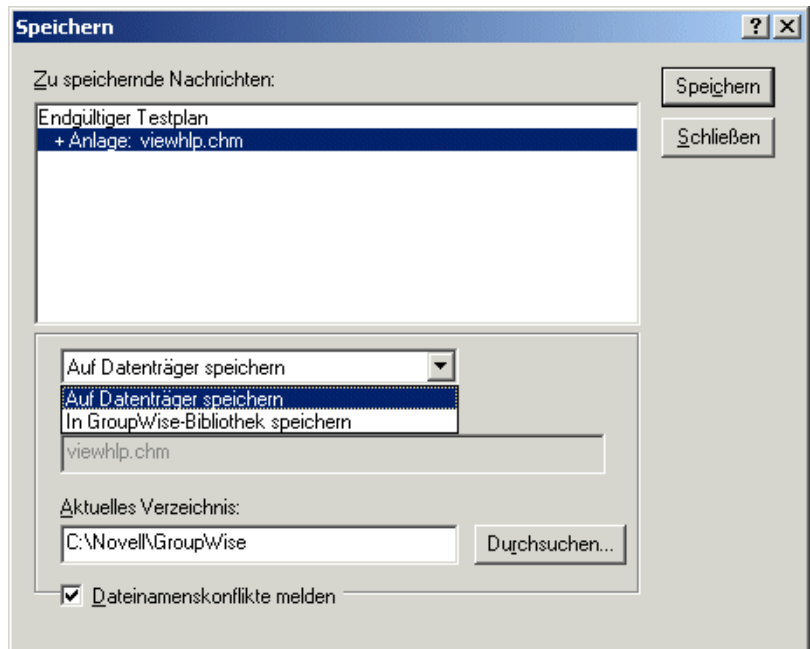 Speichern
Zu speichernde Nachrichten:
Speichern
Endgültiger Testplan
+ Anlage: viewhlp.chm
Schließen
Auf Datenträger speichern
Auf Datenträger speichern
In GroupWise-Bibliothek speichern
viewhlp.chm
Aktuelles Verzeichnis:
C:\Novell\GroupWise
Durchsuchen...
Dateinamenskonflikte melden